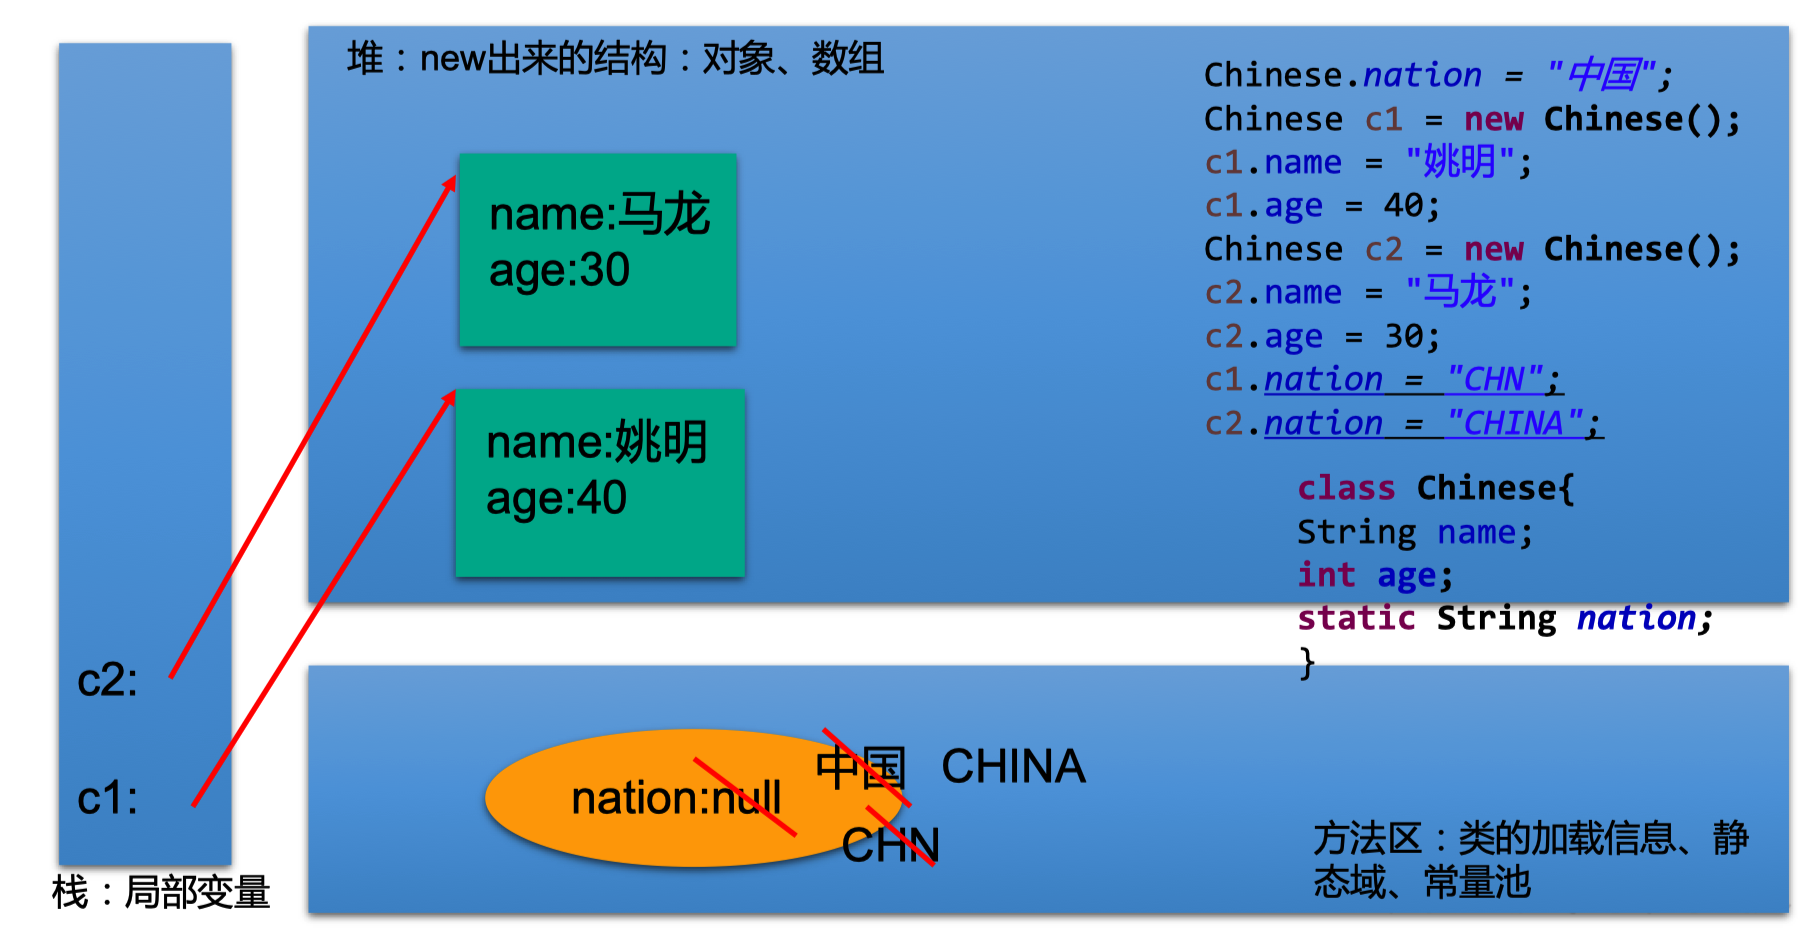 堆：new出来的结构：对象、数组
name:马龙
age:30
name:姚明
age:40
Chinese.nation = "中国";
Chinese c1 = new Chinese();
c1.name = "姚明";
c1.age = 40;
Chinese c2 = new Chinese();
c2.name = "马龙";
c2.age = 30;
c1.nation = "CHN";
c2.nation = "CHINA";
class Chinese{
String name;
int age;
static String nation;
}
c2:
c1:
栈：局部变量
nation:null
中国
CHINA
CHN
方法区：类的加载信息、静
态域、常量池